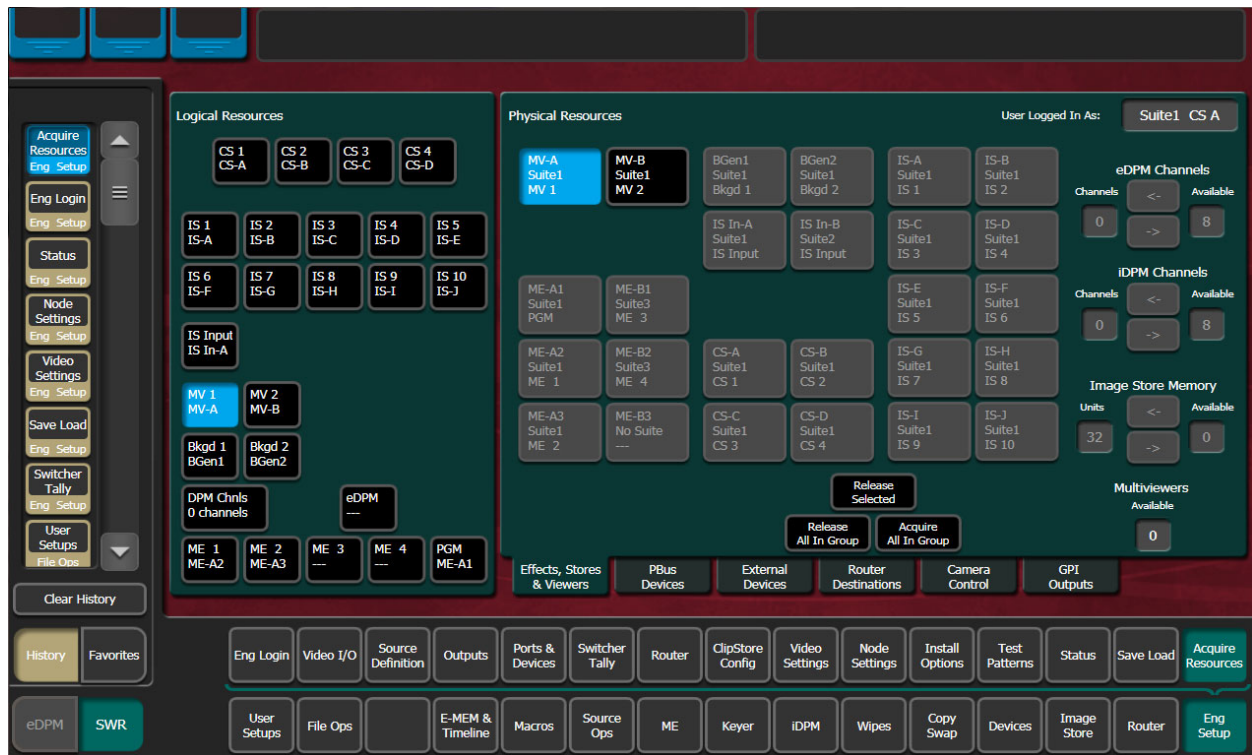 Acquire
Resources
Eng Setup
Eng Login
Eng Setup
Status
Eng Setup
Node
Settings
Eng Setup
Video
Settings
Eng Setup
Save Load
Eng Setup
Switcher
Tally
Eng Setup
User
Setups
File Ops
Clear History
History
Favorites
eDPM
SWR
Logical Resources
CS 1
CS-A
CS 2
CS-B
CS 3
CS-C
CS 4
CS-D
IS 1
IS-A
IS 2
IS-B
IS 3
IS-C
IS 4
IS-D
IS 5
IS-E
IS 6
IS-F
IS 7
IS-G
IS 8
IS-H
IS 9
IS-I
IS 10
IS-J
IS Input
IS In-A
MV 1
MV-A
MV 2
MV-B
Bkgd 1
BGen1
Bkgd 2
BGen2
DPM Chnls
0 channels
eDPM
---
ME 1
ME-A2
ME 2
ME-A3
ME 3
---
ME 4
---
PGM
ME-A1
Physical Resources
User Logged In As:
Suite1 CS A
MV-A
Suite1
MV 1
MV-B
Suite1
MV 2
BGen1
Suite1
Bkgd 1
BGen2
Suite1
Bkgd 2
IS-A
Suite1
IS 1
IS-B
Suite1
IS 2
IS In-A
Suite1
IS Input
IS In-B
Suite2
IS Input
IS-C
Suite1
IS 3
IS-D
Suite1
IS 4
ME-A1
Suite1
PGM
ME-B1
Suite3
ME 3
IS-E
Suite1
IS 5
IS-F
Suite1
IS 6
ME-A2
Suite1
ME 1
ME-B2
Suite3
ME 4
CS-A
Suite1
CS 1
CS-B
Suite1
CS 2
IS-G
Suite1
IS 7
IS-H
Suite1
IS 8
ME-A3
Suite1
ME 2
ME-B3
No Suite
---
CS-C
Suite1
CS 3
CS-D
Suite1
CS 4
IS-I
Suite1
IS 9
IS-J
Suite1
IS 10
Release
Selected
Release
All In Group
Acquire
All In Group
eDPM Channels
Channels
<-
Available
0
->
8
iDPM Channels
Channels
<-
Available
0
->
8
Image Store Memory
Units
<-
Available
32
->
0
Multiviewers
Available
0
Effects, Stores
& Viewers
PBus
Devices
External
Devices
Router
Destinations
Camera
Control
GPI
Outputs
Eng Login
Video I/O
Source
Definition
Outputs
Ports &
Devices
Switcher
Tally
Router
ClipStore
Config
Video
Settings
Node
Settings
Install
Options
Test
Patterns
Status
Save Load
Acquire
Resources
User
Setups
File Ops
E-MEM &
Timeline
Macros
Source
Ops
ME
Keyer
iDPM
Wipes
Copy
Swap
Devices
Image
Store
Router
Eng
Setup